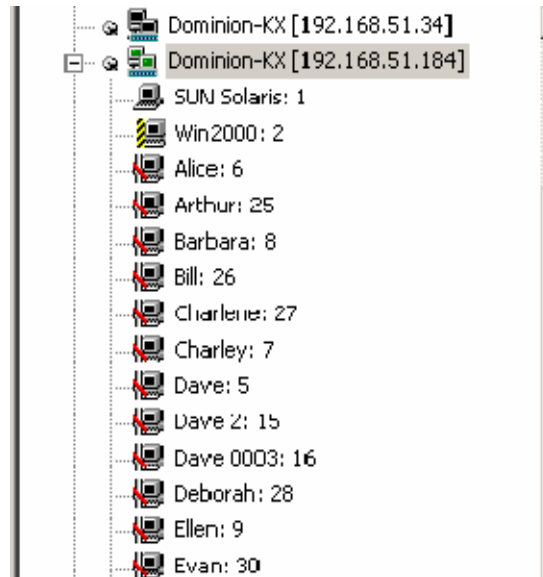 Dominion-KX [192.168.51.34]
Dominion-KX [192.168.51.184]
SUN Solaris: 1
Win2000: 2
Alice: 6
Arthur: 25
Barbara: 8
Bill: 26
Charlene: 27
Charley: 7
Dave: 5
Dave 2: 15
Dave 0003: 16
Deborah: 28
Ellen: 9
Evan: 30